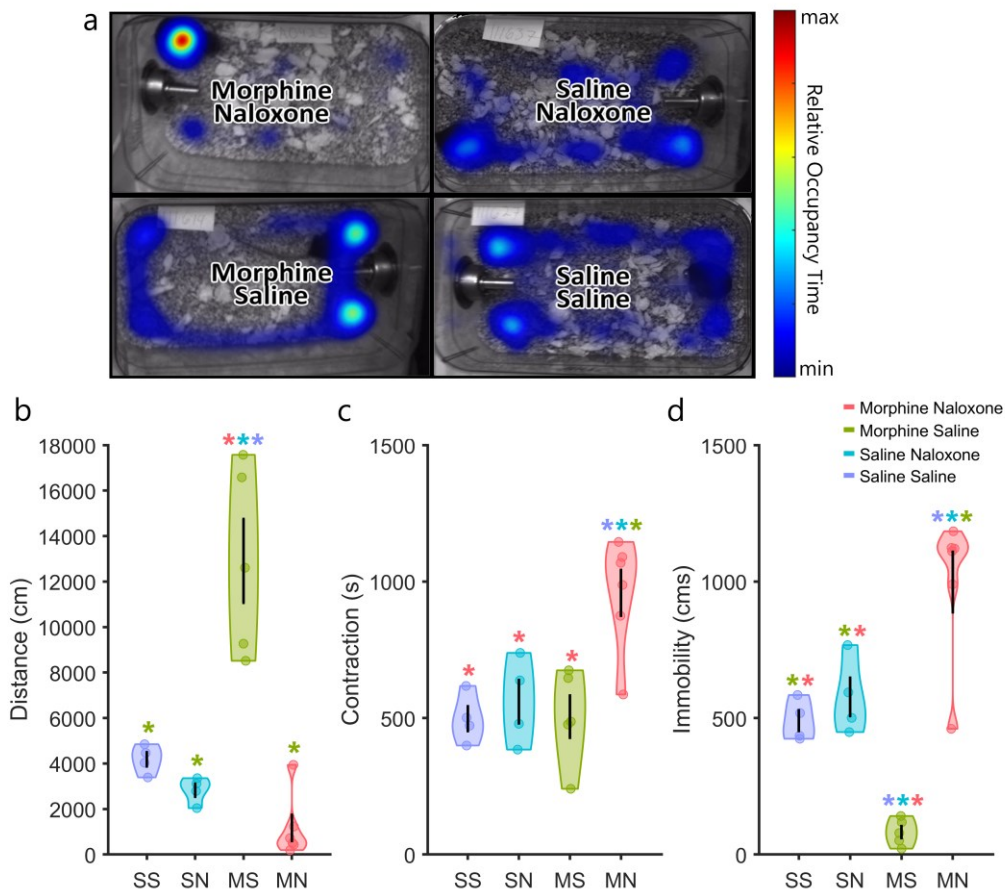 a
Morphine
Naloxone
Saline
Naloxone
Morphine
Saline
Saline
Saline
max
Relative Occupancy Time
min
b
18000
16000
14000
12000
10000
8000
6000
4000
2000
0
Distance (cm)
SS SN MS MN
* * *
*
*
*
c
1500
1000
500
0
Contraction (s)
SS SN MS MN
* * *
*
*
*
d
Morphine Naloxone
Morphine Saline
Saline Naloxone
Saline Saline
1500
1000
500
0
Immobility (cms)
SS SN MS MN
* * *
* *
* *
* * *